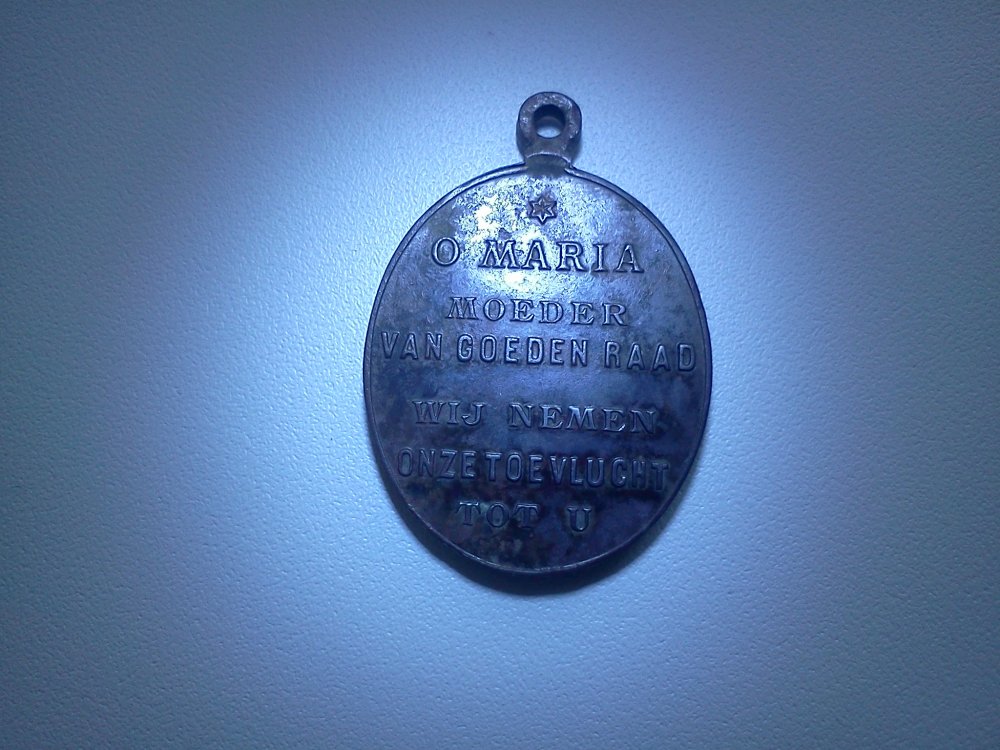 O MARIA
MOEDER
VAN GOEDEN RAAD
WIJ NEMEN
ONZE TOEVLUCHT
TOT U